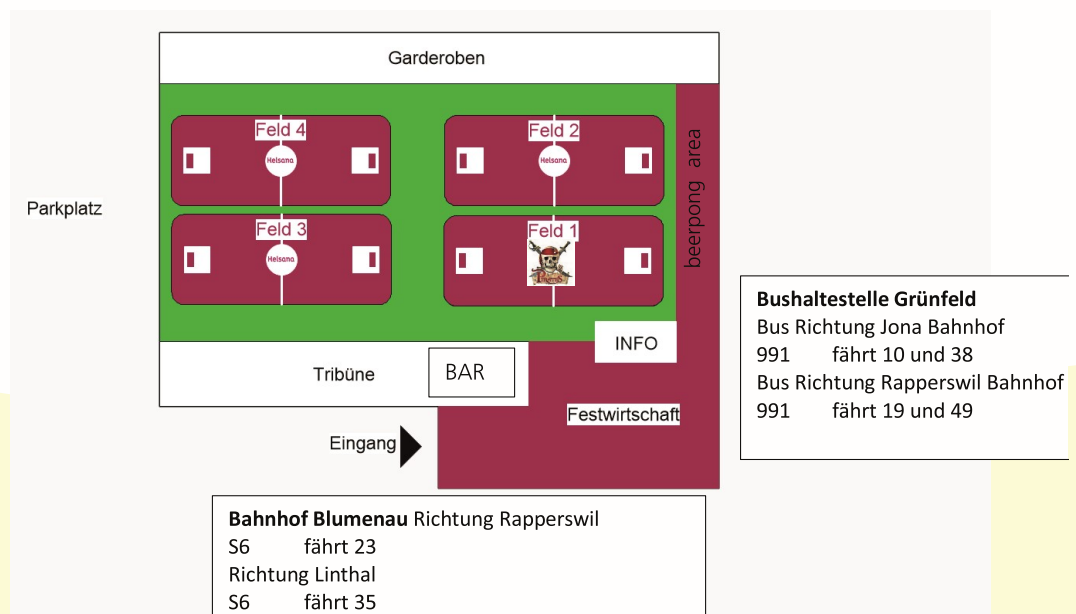 Garderoben
Feld 4
Feld 2
Helsana
Helsana
beerpong area
Parkplatz
Feld 3
Feld 1
Helsana
Bushaltestelle Grünfeld
Bus Richtung Jona Bahnhof
991 fährt 10 und 38
Bus Richtung Rapperswil Bahnhof
991 fährt 19 und 49
INFO
Tribüne
BAR
Festwirtschaft
Eingang
Bahnhof Blumenau Richtung Rapperswil
S6 fährt 23
Richtung Linthal
S6 fährt 35